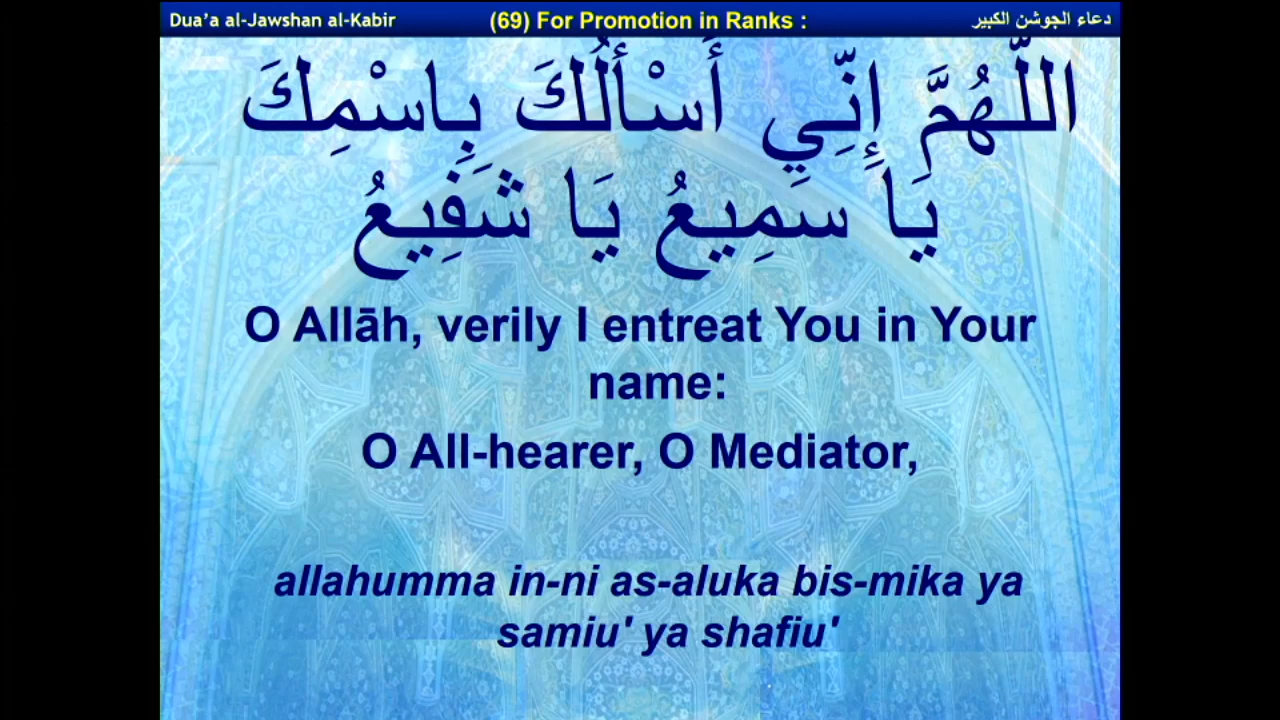 Dua’a al-Jawshan al-Kabir (69) For Promotion in Ranks : دعاء الجوشن الكبير
اللَّهُمَّ إِنِّي أَسْأَلُكَ بِاسْمِكَ
يَا سَمِيعُ يَا شَفِيعُ
O Allāh, verily I entreat You in Your
name:
O All-hearer, O Mediator,
allahumma in-ni as-aluka bis-mika ya
samiu' ya shafiu'